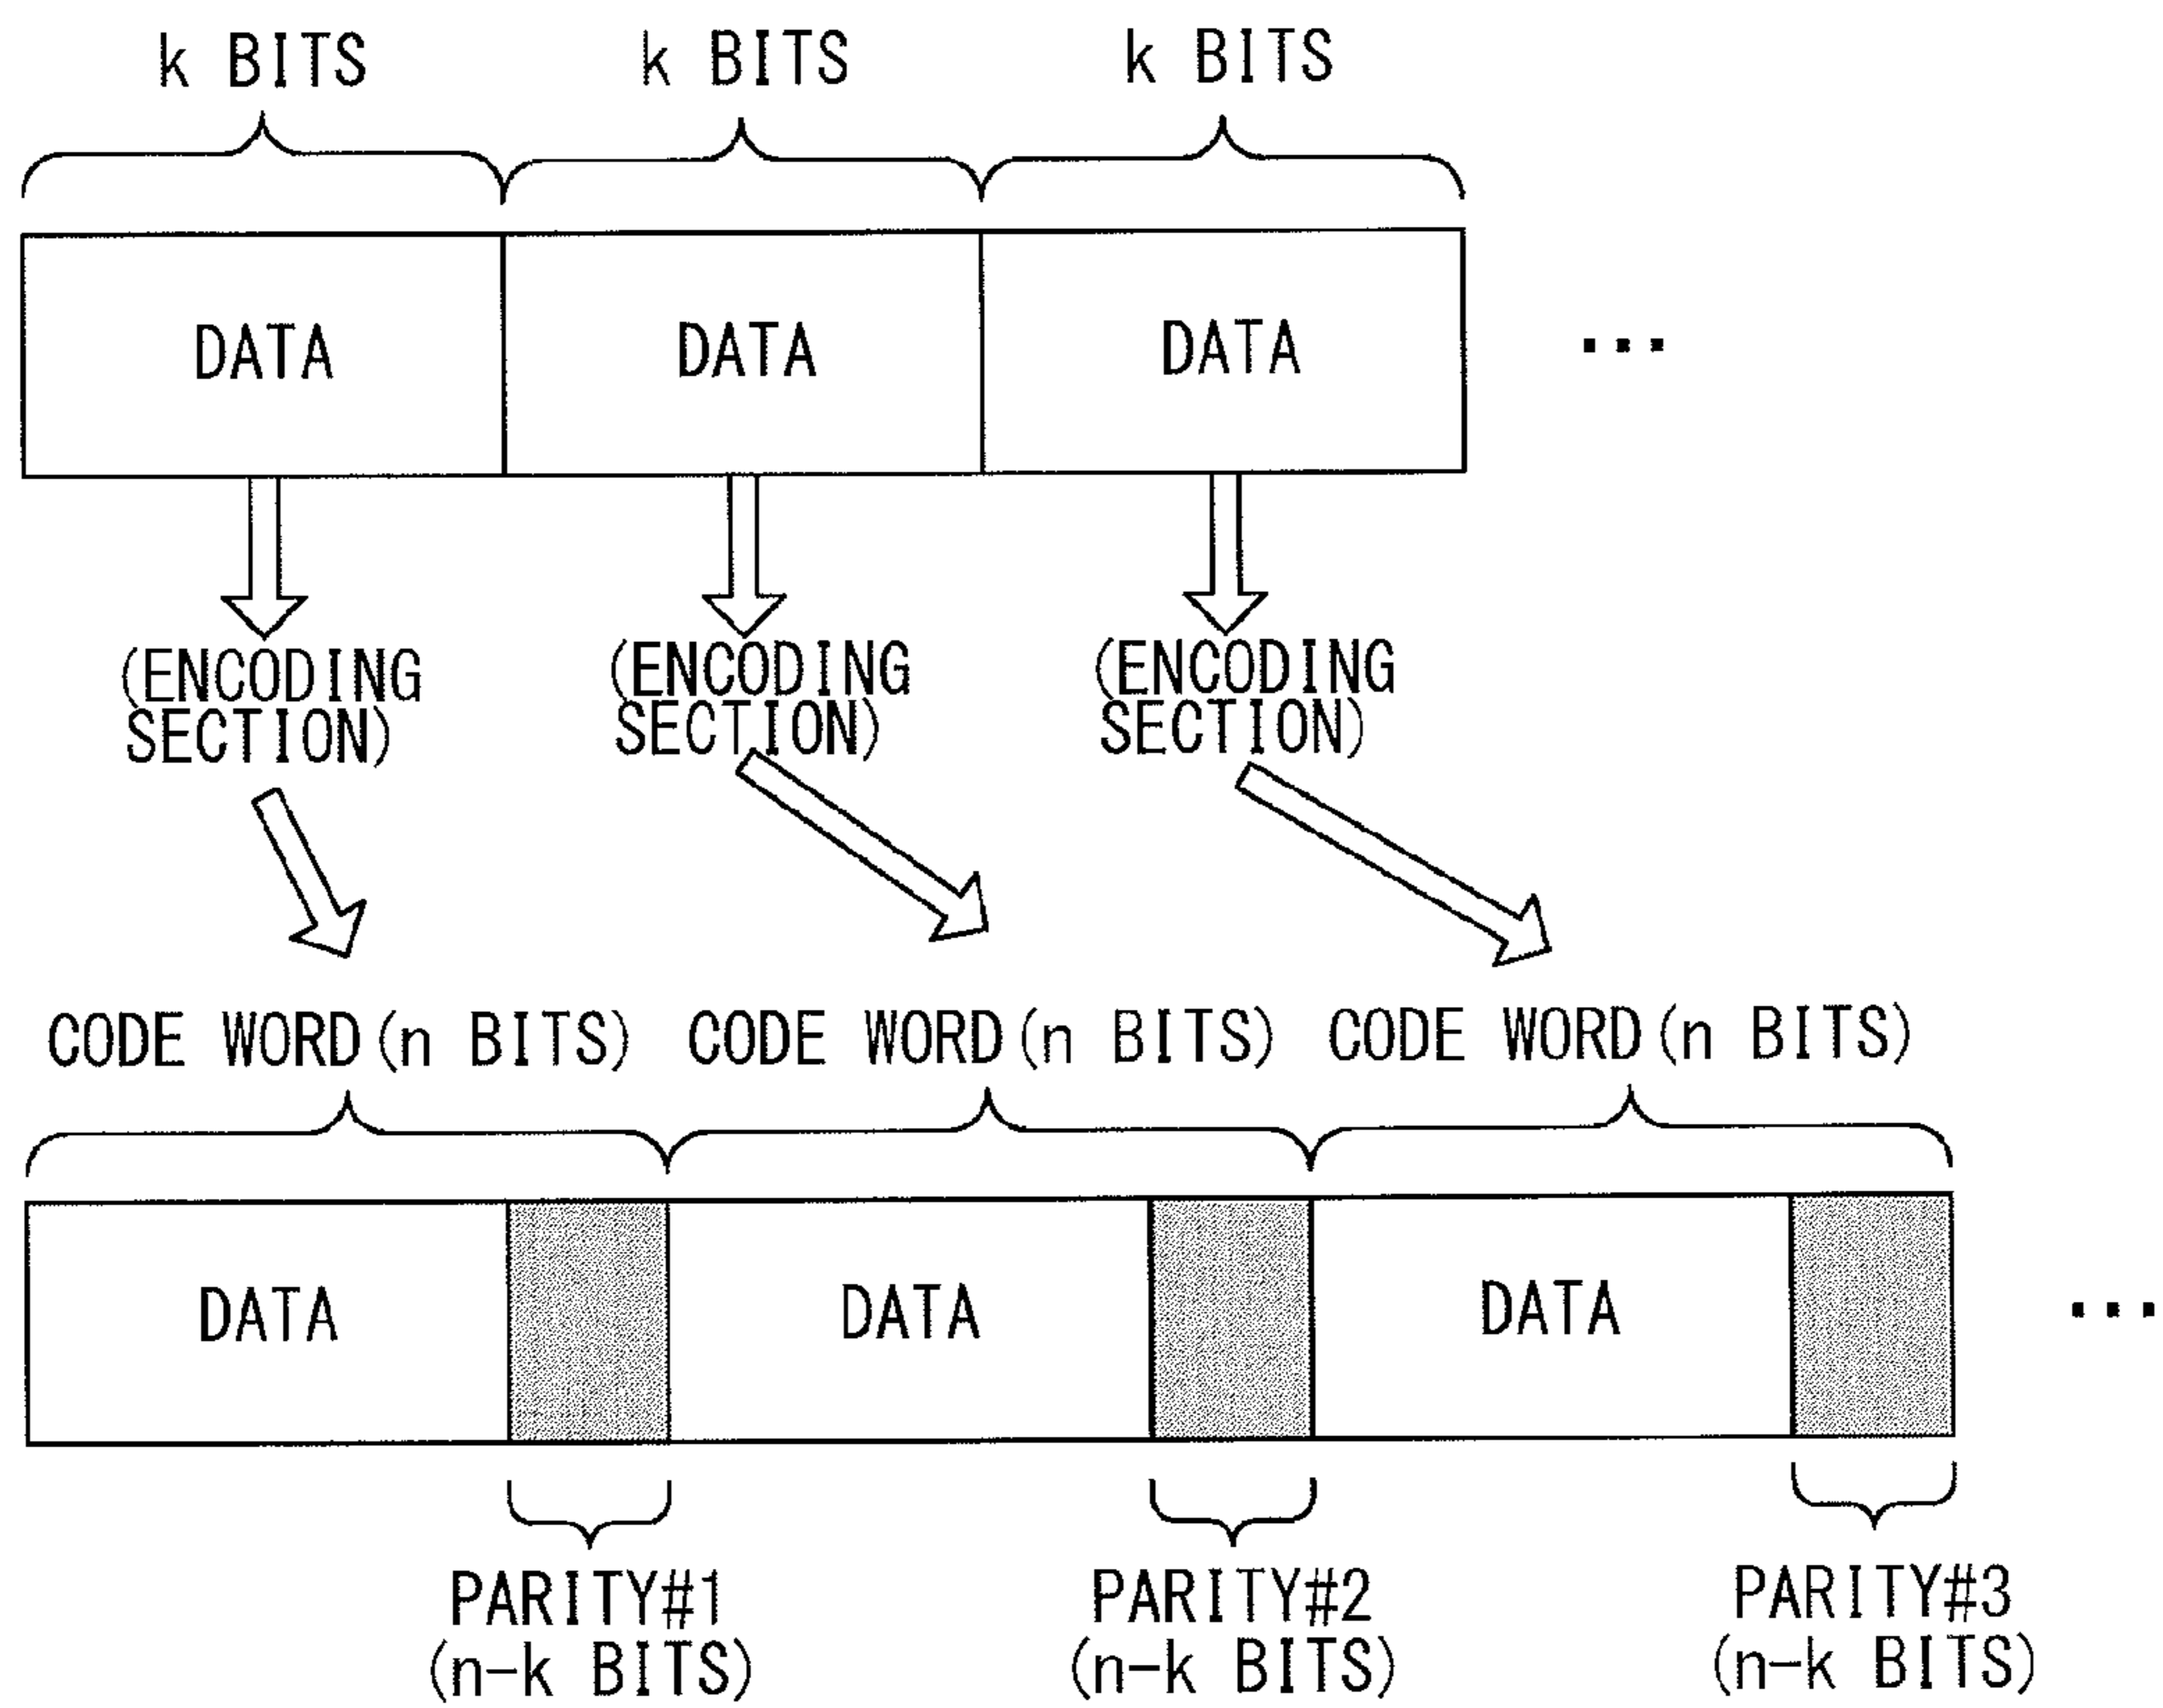 k BITS k BITS k BITS
DATA DATA DATA ...
(ENCODING (ENCODING (ENCODING
SECTION) SECTION) SECTION)
CODE WORD(n BITS) CODE WORD(n BITS) CODE WORD(n BITS)
DATA DATA DATA ...
PARITY#1 PARITY#2 PARITY#3
(n-k BITS) (n-k BITS) (n-k BITS)